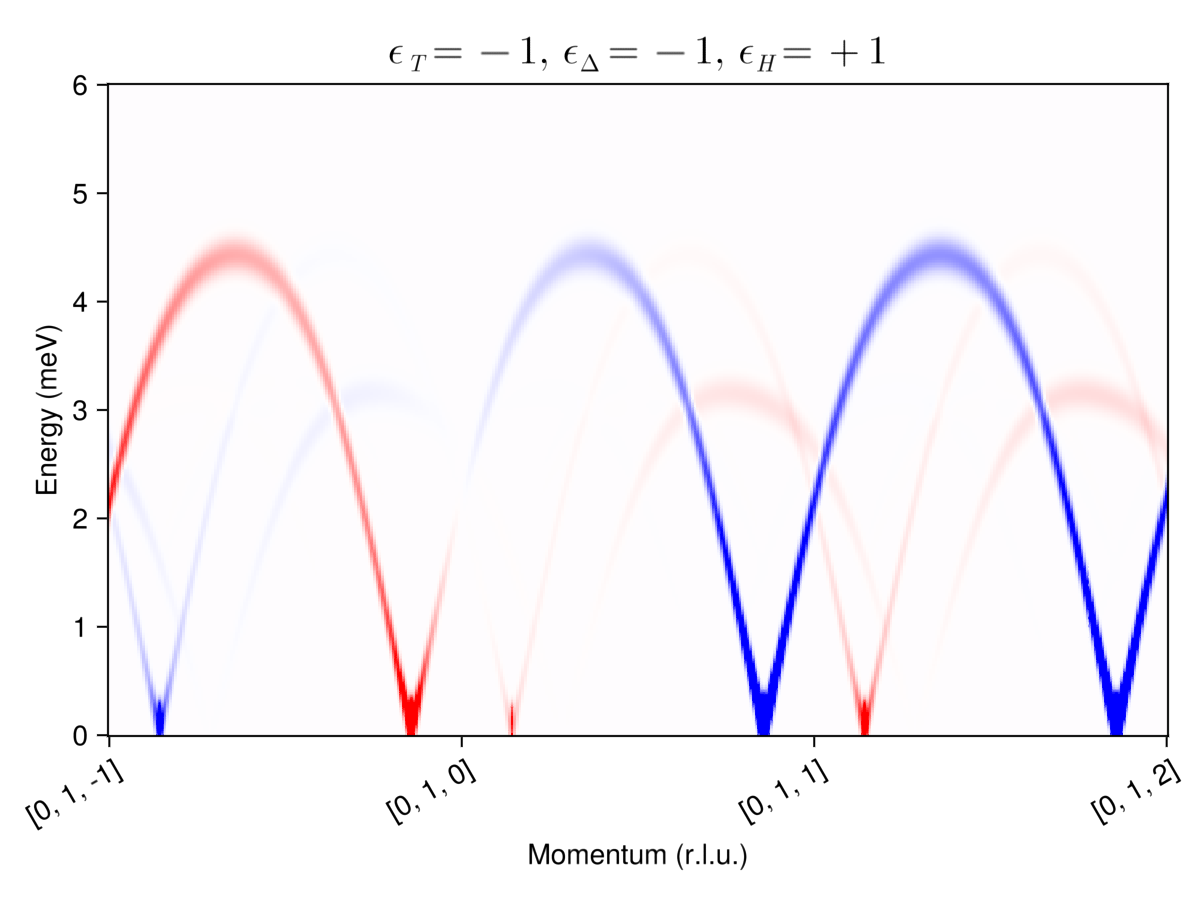 ϵ_T = −1, ϵ_Δ = −1, ϵ_H = +1
6
5
4
3
2
1
0
Energy (meV)
[0, 1, -1]
[0, 1, 0]
[0, 1, 1]
[0, 1, 2]
Momentum (r.l.u.)